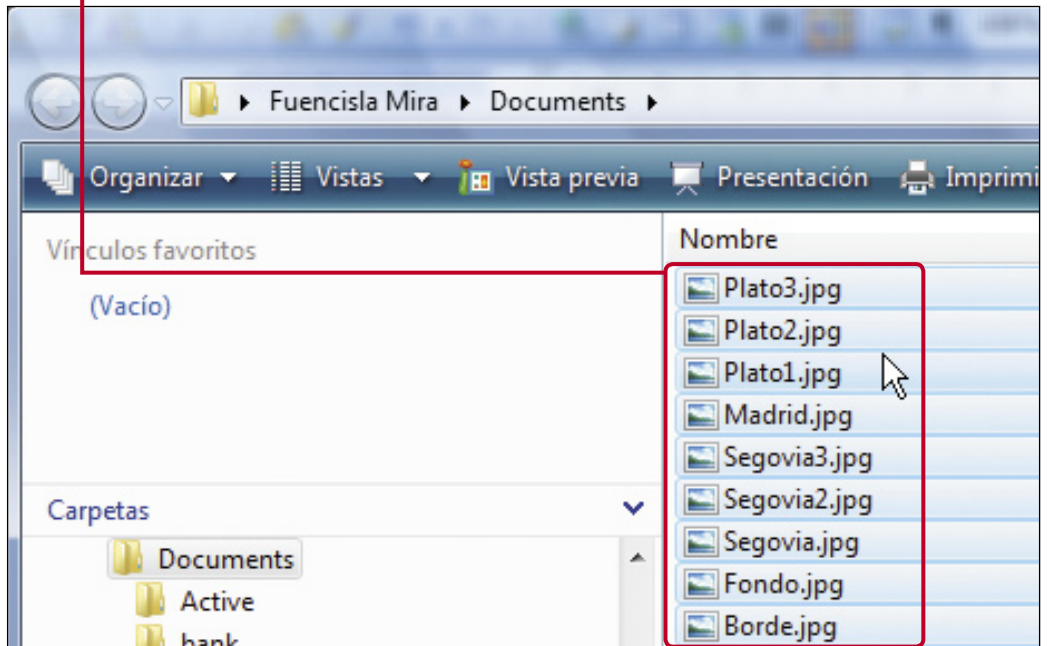 Fuencisla Mira Documents
Organizar Vistas Vista previa Presentación Imprimi
Vínculos favoritos
(Vacío)
Carpetas
Documents
Active
bank
Nombre
Plato3.jpg
Plato2.jpg
Plato1.jpg
Madrid.jpg
Segovia3.jpg
Segovia2.jpg
Segovia.jpg
Fondo.jpg
Borde.jpg